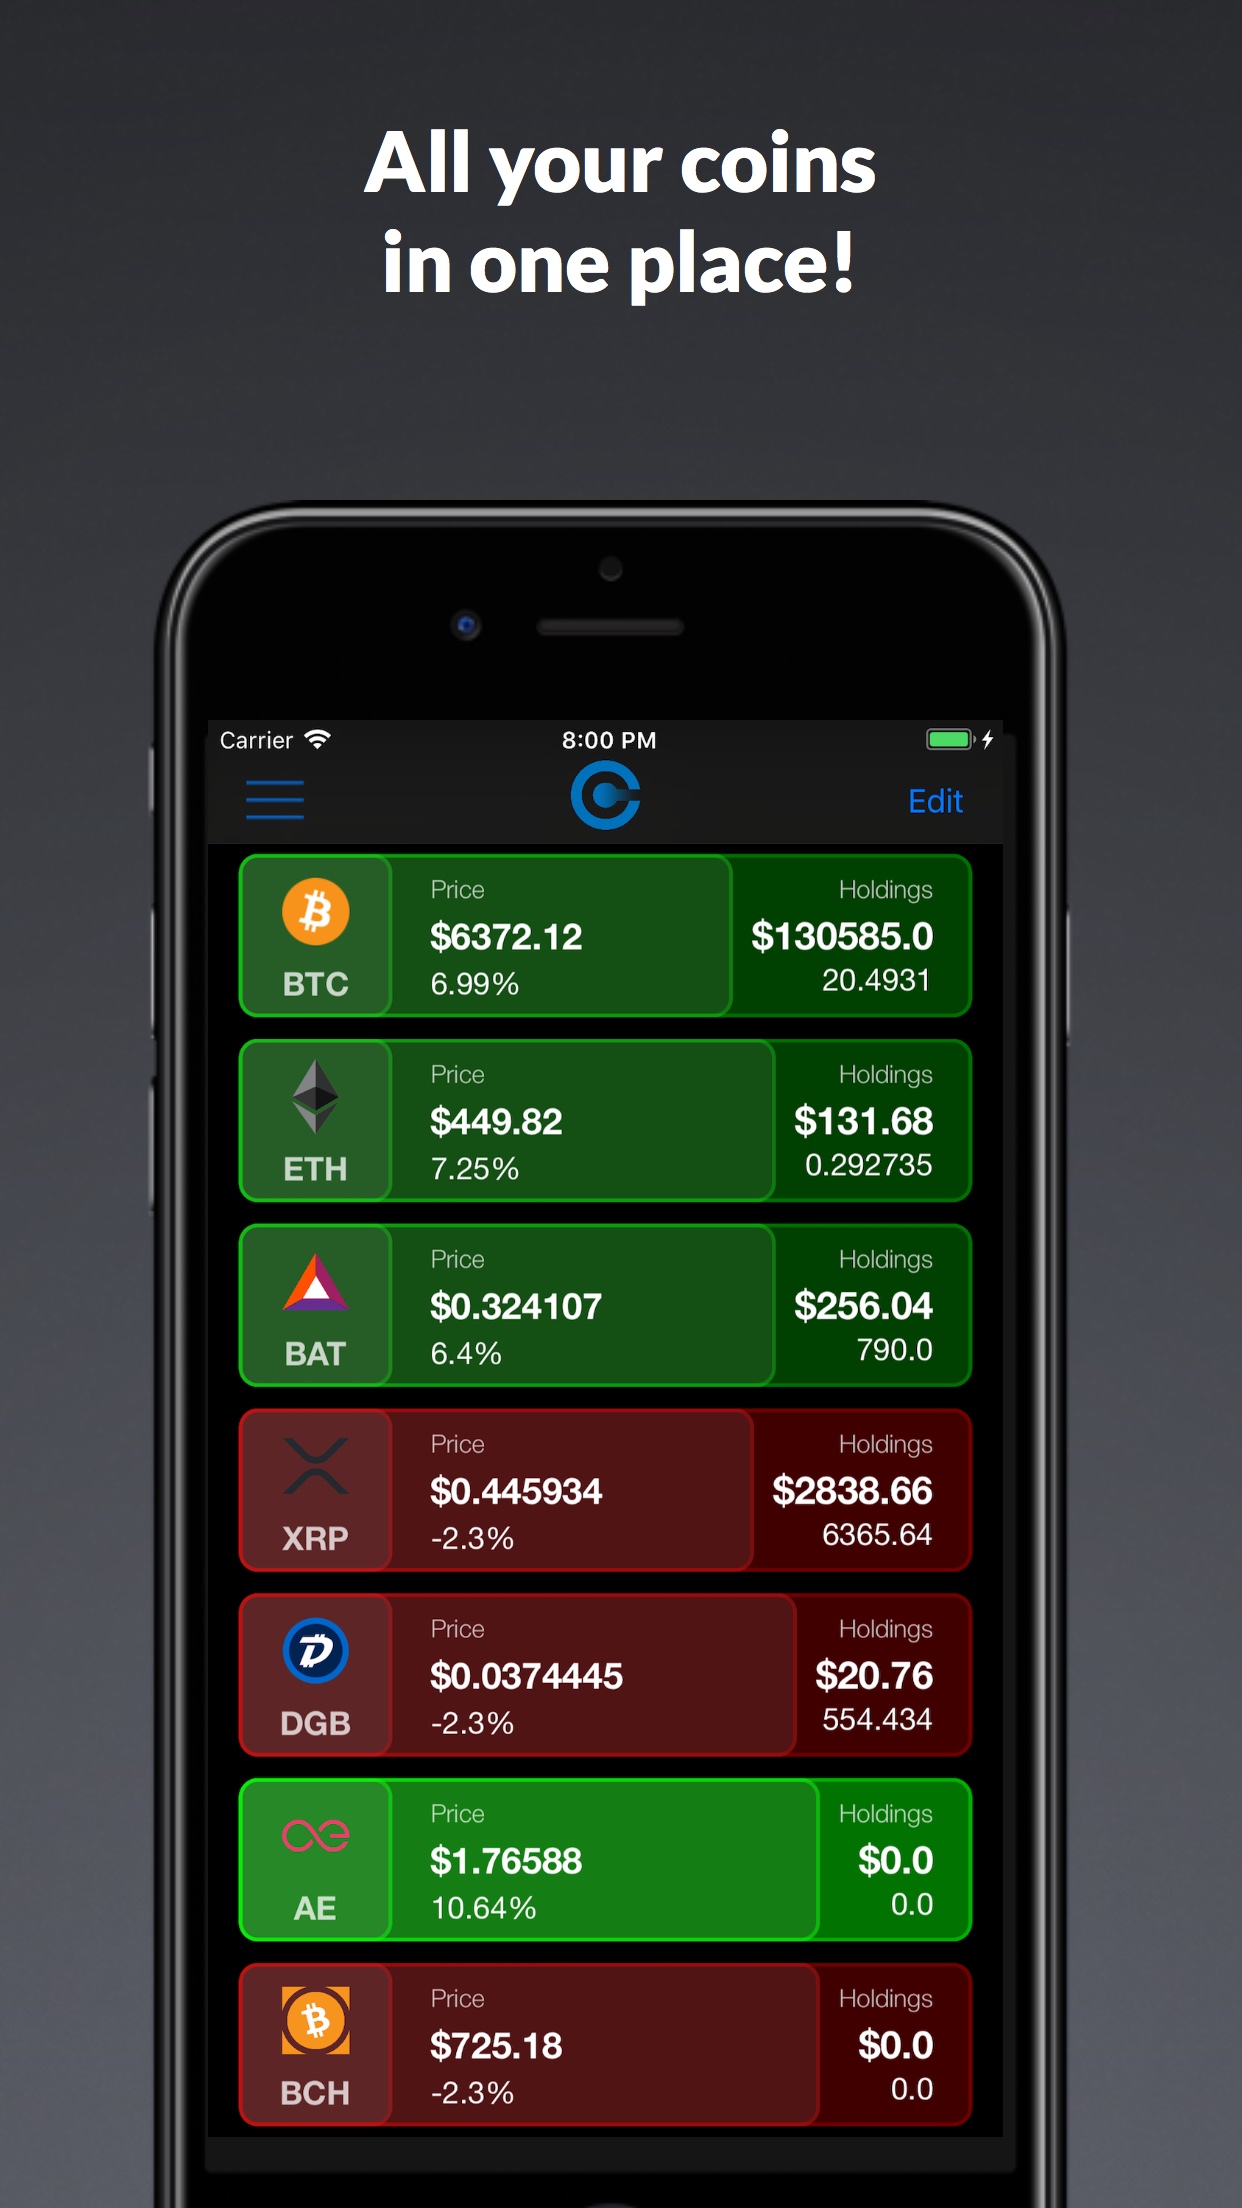 All your coins
in one place!
Carrier 8:00 PM
Edit
Price Holdings
$6372.12 $130585.0
6.99% 20.4931
BTC
Price Holdings
$449.82 $131.68
7.25% 0.292735
ETH
Price Holdings
$0.324107 $256.04
6.4% 790.0
BAT
Price Holdings
$0.445934 $2838.66
-2.3% 6365.64
XRP
Price Holdings
$0.0374445 $20.76
-2.3% 554.434
DGB
Price Holdings
$1.76588 $0.0
10.64% 0.0
AE
Price Holdings
$725.18 $0.0
-2.3% 0.0
BCH